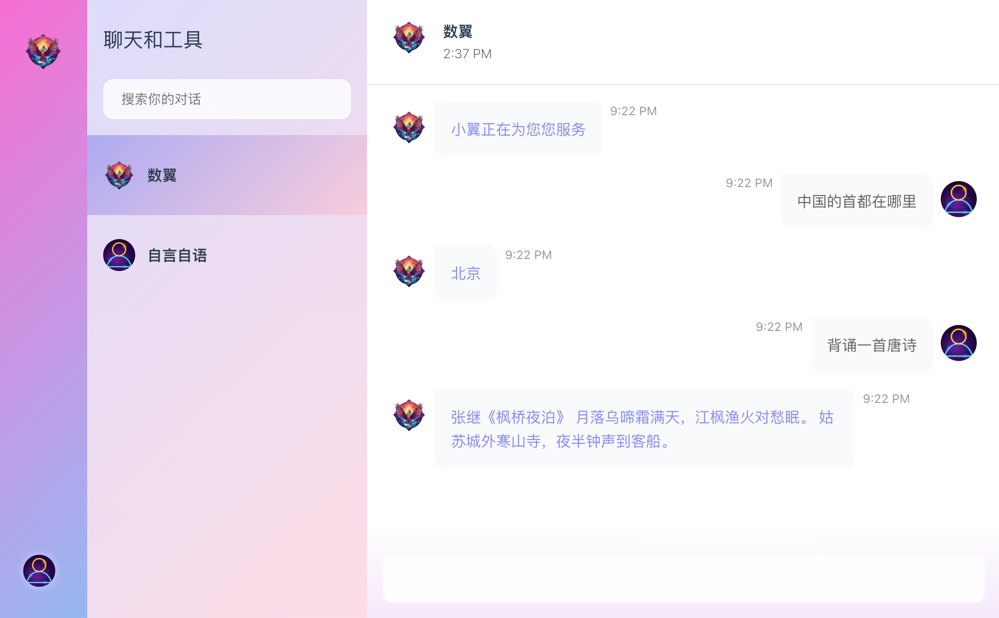 聊天和工具
搜索你的对话
数翼
自言自语
数翼
2:37 PM
小翼正在为您您服务
9:22 PM
9:22 PM
中国的首都在哪里
北京
9:22 PM
9:22 PM
背诵一首唐诗
张继《枫桥夜泊》 月落乌啼霜满天，江枫渔火对愁眠。 姑
苏城外寒山寺，夜半钟声到客船。
9:22 PM